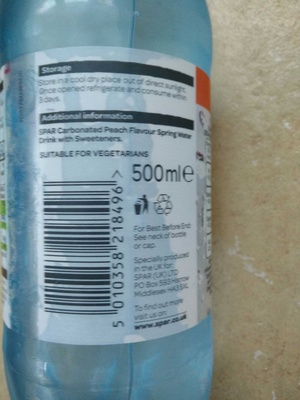 Storage
Store in a cool dry place out of direct sunlight.
Once opened refrigerate and consume within
3 days.
Additional information
SPAR Carbonated Peach Flavour Spring Water
Drink with Sweeteners.
SUITABLE FOR VEGETARIANS
500ml e
5 010358 218496 >
For Best Before End:
See neck of bottle
or cap.
Specially produced
in the UK for:
SPAR (UK) LTD
PO Box 593 Harrow
Middlesex
To find out more
visit us on:
www.spar.co.uk